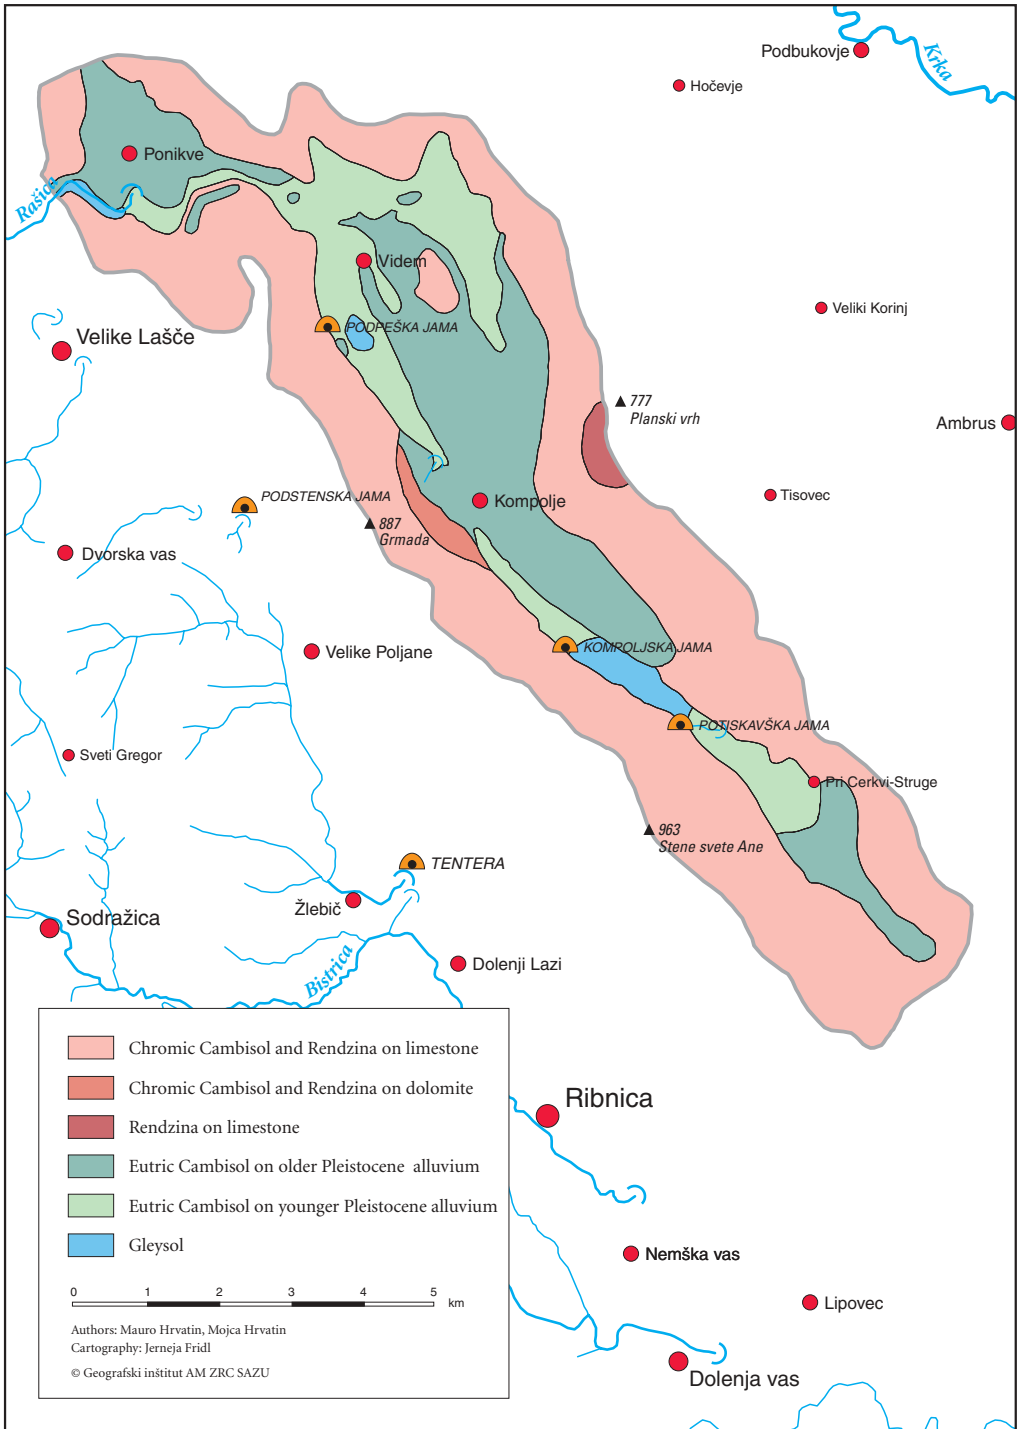 Podbukovje
Krka
Hočevje
Ponikve
Rašica
Videm
Veliki Korinj
PODPEŠKA JAMA
Velike Lašče
777
Planski vrh
Ambrus
PODSTENSKA JAMA
Tisovec
Kompolje
887
Grmada
Dvorska vas
Velike Poljane
KOMPOLJSKA JAMA
POTISKAVŠKA JAMA
Sveti Gregor
Pri Cerkvi-Struge
963
Stene svete Ane
TENTERA
Žlebič
Sodražica
Bistrica
Dolenji Lazi
Chromic Cambisol and Rendzina on limestone
Chromic Cambisol and Rendzina on dolomite
Rendzina on limestone
Eutric Cambisol on older Pleistocene alluvium
Eutric Cambisol on younger Pleistocene alluvium
Gleysol
0 1 2 3 4 5
km
Authors: Mauro Hrvatin, Mojca Hrvatin
Cartography: Jerneja Fridl
© Geografski inštitut AM ZRC SAZU
Ribnica
Nemška vas
Lipovec
Dolenja vas